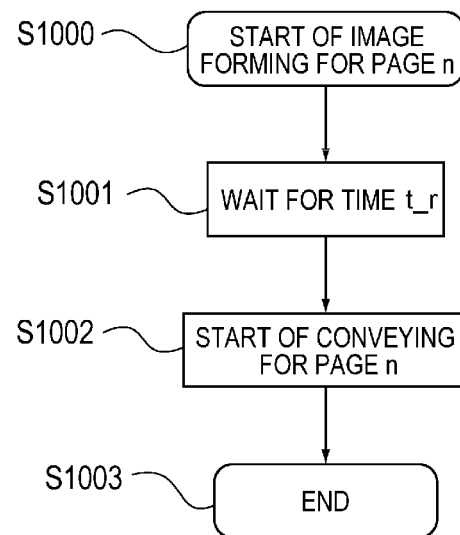 S1000
START OF IMAGE
FORMING FOR PAGE n
S1001
WAIT FOR TIME t_r
S1002
START OF CONVEYING
FOR PAGE n
S1003
END